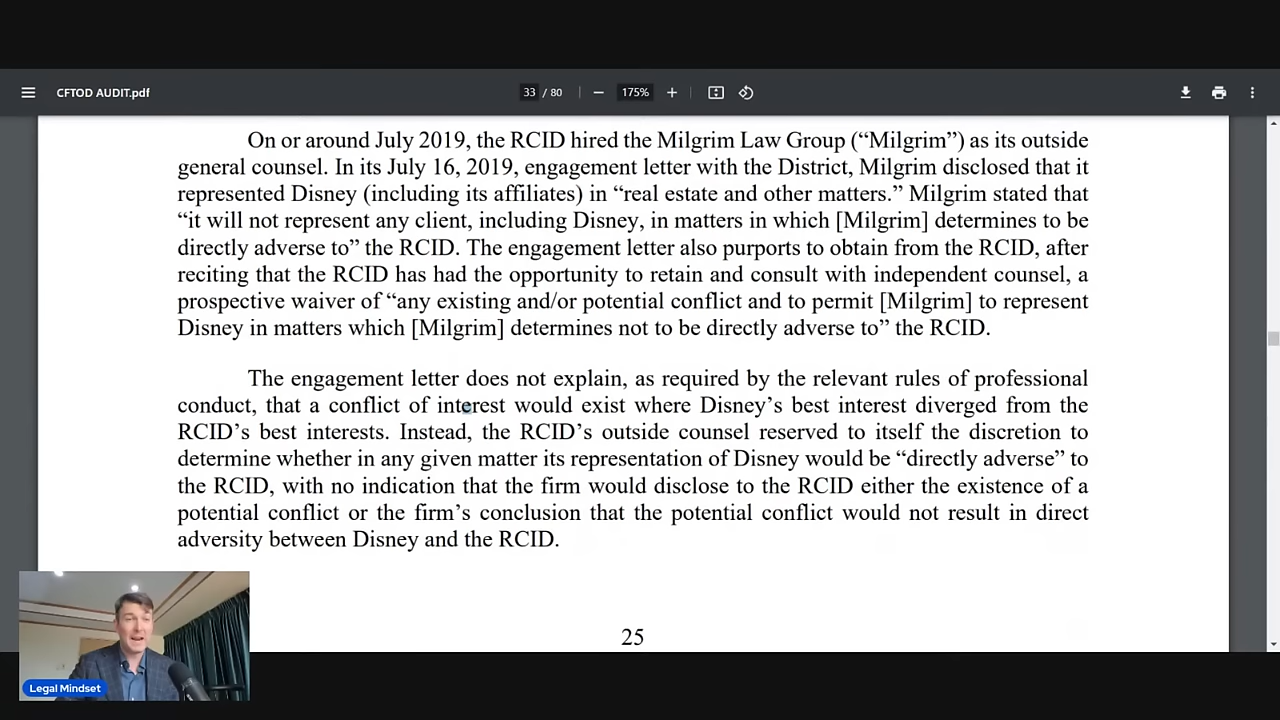 CFTOD AUDIT.pdf
33 / 80
175%
On or around July 2019, the RCID hired the Milgrim Law Group (“Milgrim”) as its outside
general counsel. In its July 16, 2019, engagement letter with the District, Milgrim disclosed that it
represented Disney (including its affiliates) in “real estate and other matters.” Milgrim stated that
“it will not represent any client, including Disney, in matters in which [Milgrim] determines to be
directly adverse to” the RCID. The engagement letter also purports to obtain from the RCID, after
reciting that the RCID has had the opportunity to retain and consult with independent counsel, a
prospective waiver of “any existing and/or potential conflict and to permit [Milgrim] to represent
Disney in matters which [Milgrim] determines not to be directly adverse to” the RCID.
The engagement letter does not explain, as required by the relevant rules of professional
conduct, that a conflict of interest would exist where Disney’s best interest diverged from the
RCID’s best interests. Instead, the RCID’s outside counsel reserved to itself the discretion to
determine whether in any given matter its representation of Disney would be “directly adverse” to
the RCID, with no indication that the firm would disclose to the RCID either the existence of a
potential conflict or the firm’s conclusion that the potential conflict would not result in direct
adversity between Disney and the RCID.
25
Legal Mindset